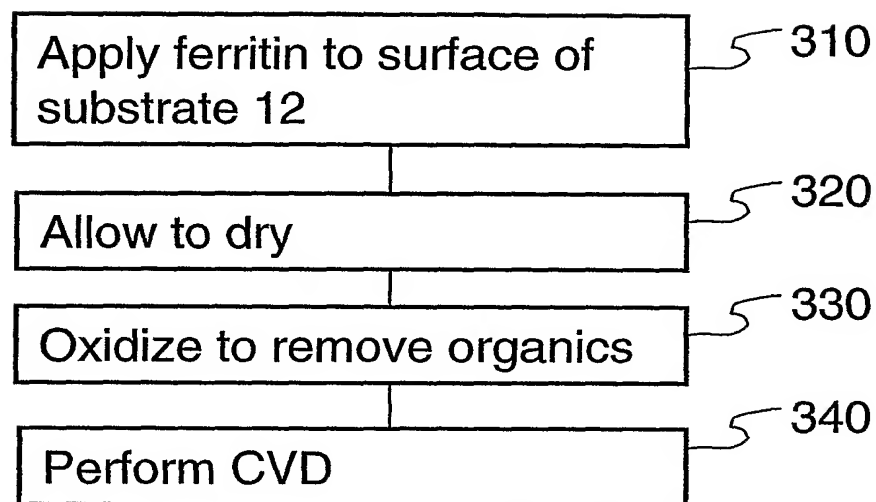 Apply ferritin to surface of
substrate 12
310
Allow to dry
320
Oxidize to remove organics
330
Perform CVD
340